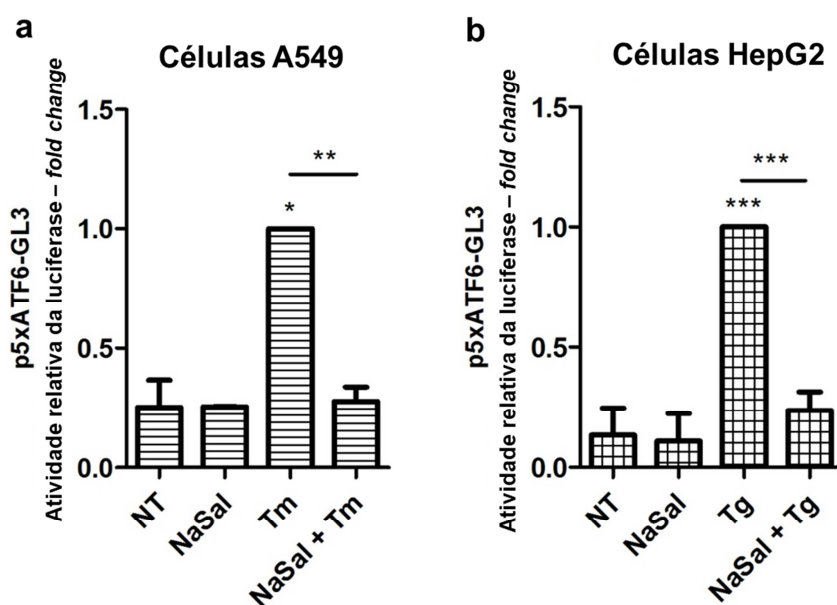 a
Células A549
p5xATF6-GL3
Atividade relativa da luciferase – fold change
1.5
1.0
0.5
0.0
**
*
NT
NaSal
Tm
NaSal + Tm
b
Células HepG2
p5xATF6-GL3
Atividade relativa da luciferase – fold change
1.5
1.0
0.5
0.0
***
***
NT
NaSal
Tg
NaSal + Tg